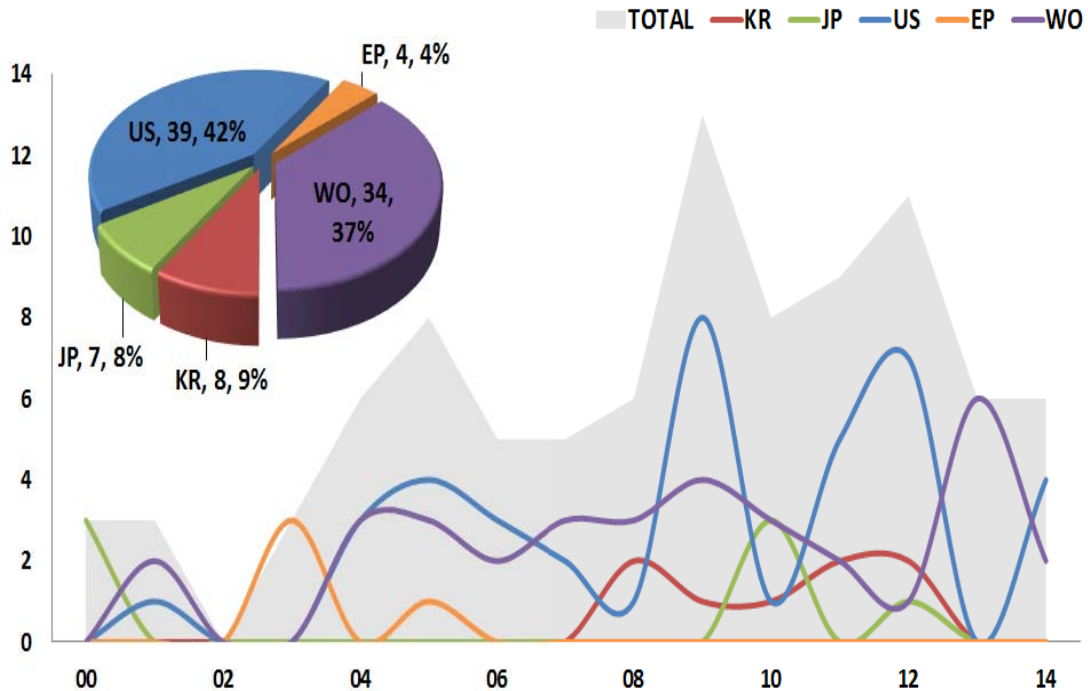 TOTAL KR JP US EP WO
EP, 4, 4%
US, 39, 42%
WO, 34,
37%
JP, 7, 8%
KR, 8, 9%
14
12
10
8
6
4
2
0
00 02 04 06 08 10 12 14